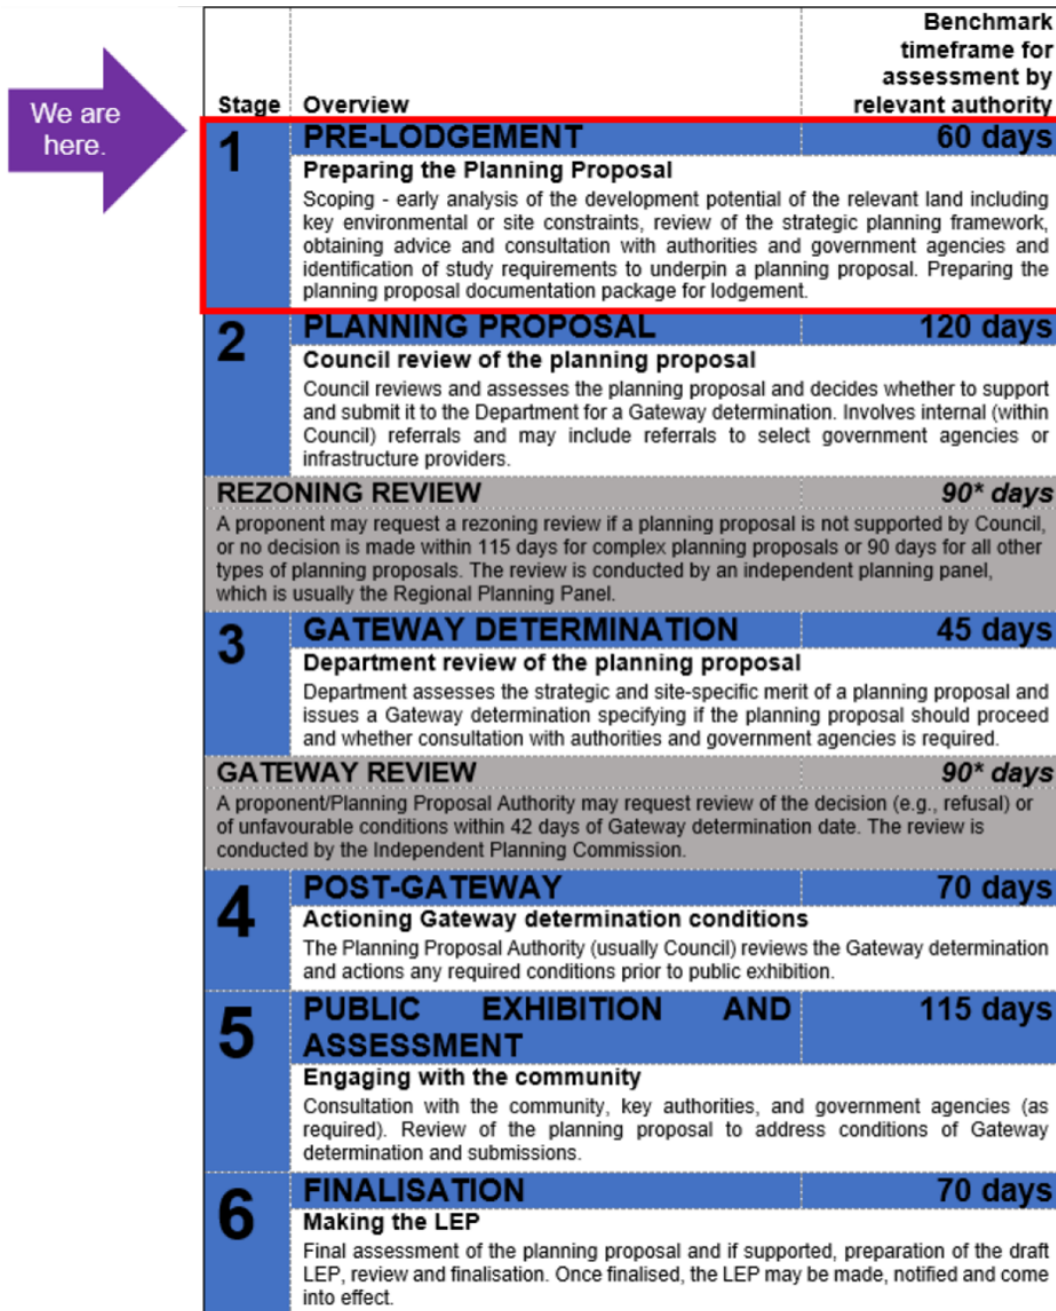 We are
here.
Benchmark
timeframe for
assessment by
Stage Overview relevant authority
1 PRE-LODGEMENT 60 days
Preparing the Planning Proposal
Scoping - early analysis of the development potential of the relevant land including
key environmental or site constraints, review of the strategic planning framework,
obtaining advice and consultation with authorities and government agencies and
identification of study requirements to underpin a planning proposal. Preparing the
planning proposal documentation package for lodgement.
2 PLANNING PROPOSAL 120 days
Council review of the planning proposal
Council reviews and assesses the planning proposal and decides whether to support
and submit it to the Department for a Gateway determination. Involves internal (within
Council) referrals and may include referrals to select government agencies or
infrastructure providers.
REZONING REVIEW 90* days
A proponent may request a rezoning review if a planning proposal is not supported by Council,
or no decision is made within 115 days for complex planning proposals or 90 days for all other
types of planning proposals. The review is conducted by an independent planning panel,
which is usually the Regional Planning Panel.
3 GATEWAY DETERMINATION 45 days
Department review of the planning proposal
Department assesses the strategic and site-specific merit of a planning proposal and
issues a Gateway determination specifying if the planning proposal should proceed
and whether consultation with authorities and government agencies is required.
GATEWAY REVIEW 90* days
A proponent/Planning Proposal Authority may request review of the decision (e.g., refusal) or
of unfavourable conditions within 42 days of Gateway determination date. The review is
conducted by the Independent Planning Commission.
4 POST-GATEWAY 70 days
Actioning Gateway determination conditions
The Planning Proposal Authority (usually Council) reviews the Gateway determination
and actions any required conditions prior to public exhibition.
5 PUBLIC EXHIBITION AND 115 days
ASSESSMENT
Engaging with the community
Consultation with the community, key authorities, and government agencies (as
required). Review of the planning proposal to address conditions of Gateway
determination and submissions.
6 FINALISATION 70 days
Making the LEP
Final assessment of the planning proposal and if supported, preparation of the draft
LEP, review and finalisation. Once finalised, the LEP may be made, notified and come
into effect.